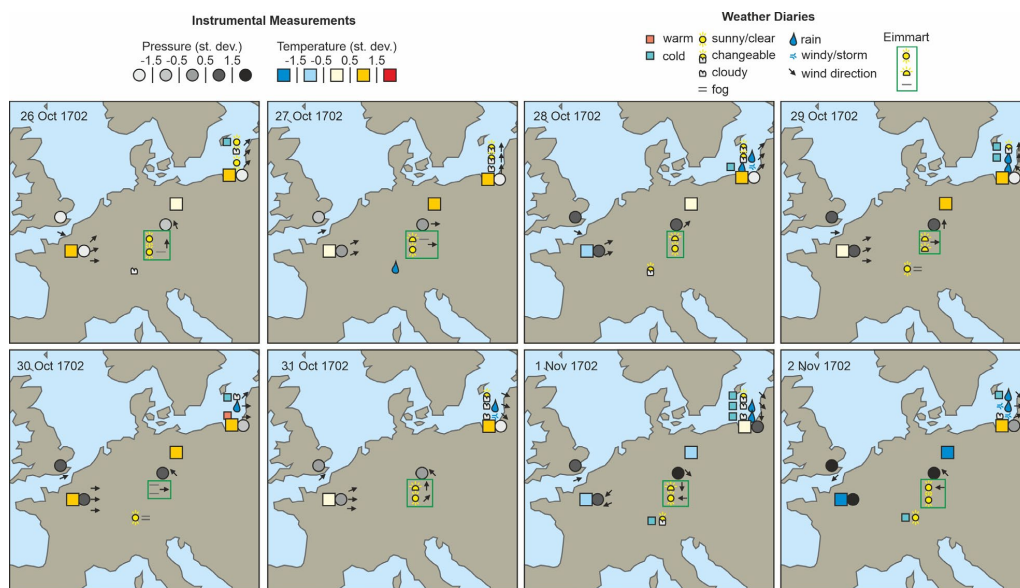 Instrumental Measurements
Weather Diaries
Pressure (st. dev.)
-1.5 -0.5 0.5 1.5
Temperature (st. dev.)
-1.5 -0.5 0.5 1.5
warm
cold
sunny/clear
changeable
cloudy
fog
rain
windy/storm
wind direction
Eimmart
26 Oct 1702
27 Oct 1702
28 Oct 1702
29 Oct 1702
30 Oct 1702
31 Oct 1702
1 Nov 1702
2 Nov 1702